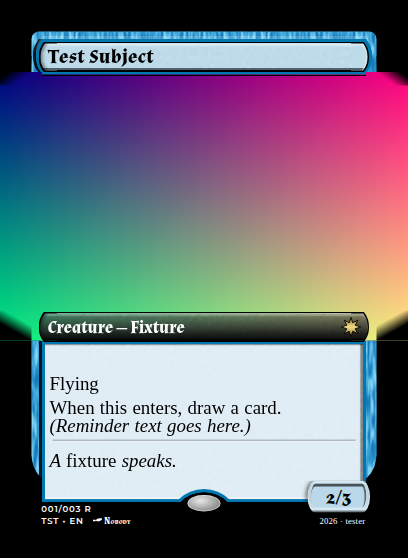 Test Subject
Creature – Fixture
Flying
When this enters, draw a card.
(Reminder text goes here.)
A fixture speaks.
2/3
001/003 R
TST • EN Nobody
2026 · tester